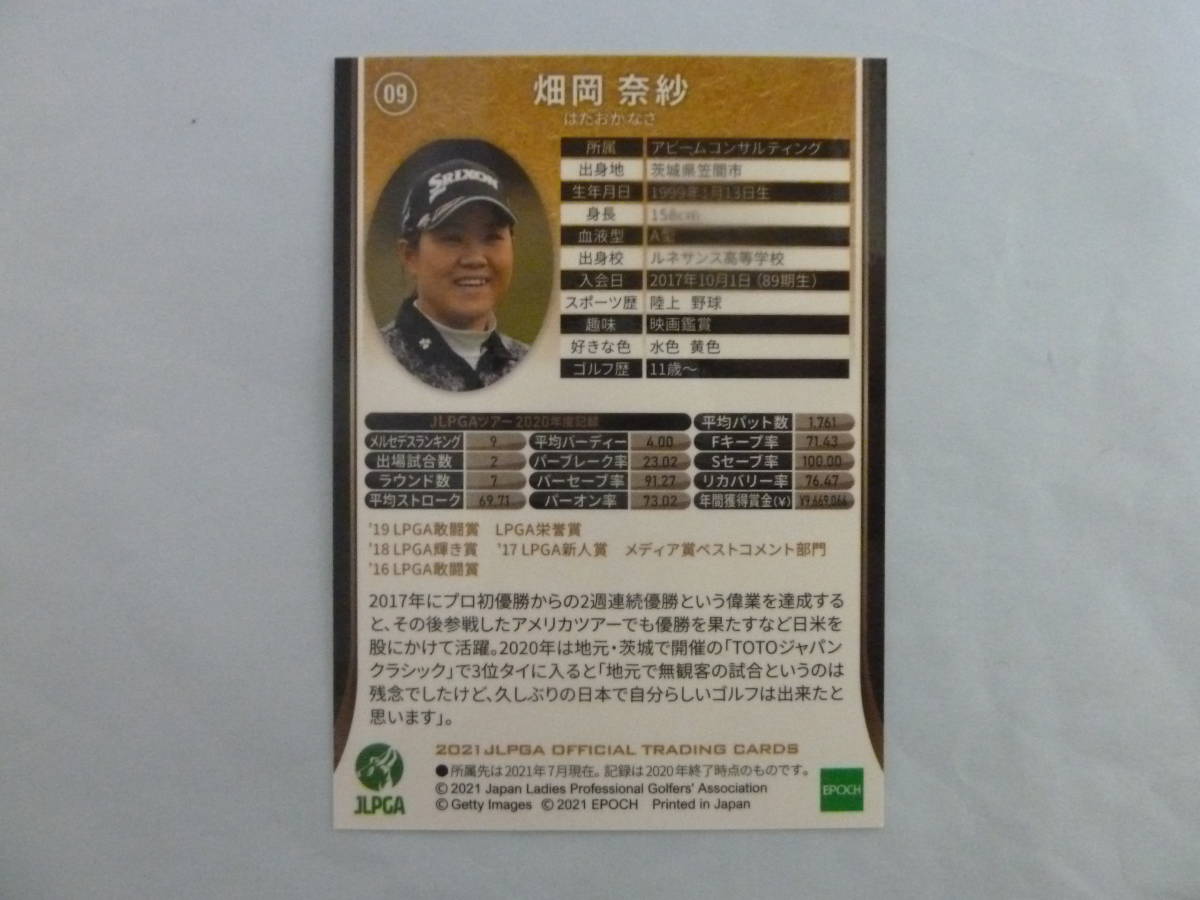 09
畑岡 奈紗
はたおかなさ
SRIXON
所属 アビームコンサルティング
出身地 茨城県笠間市
生年月日 1999年1月13日生
身長 158cm
血液型 A型
出身校 ルネサンス高等学校
入会日 2017年10月1日(89期生)
スポーツ歴 陸上 野球
趣味 映画鑑賞
好きな色 水色 黄色
ゴルフ歴 11歳～
JLPGAツアー2020年度記録 平均パット数 1.761
メルセデスランキング 9 平均バーディー 4.00 Fキープ率 71.43
出場試合数 2 パーブレーク率 23.02 Sセーブ率 100.00
ラウンド数 7 パーセーブ率 91.27 リカバリー率 76.47
平均ストローク 69.71 パーオン率 73.02 年間獲得賞金(¥) ¥9,669,066
'19 LPGA敢闘賞 LPGA栄誉賞
'18 LPGA輝き賞 '17 LPGA新人賞 メディア賞ベストコメント部門
'16 LPGA敢闘賞
2017年にプロ初優勝からの2週連続優勝という偉業を達成する
と、その後参戦したアメリカツアーでも優勝を果たすなど日米を
股にかけて活躍。2020年は地元・茨城で開催の「TOTOジャパン
クラシック」で3位タイに入ると「地元で無観客の試合というのは
残念でしたけど、久しぶりの日本で自分らしいゴルフは出来たと
思います」。
2021 JLPGA OFFICIAL TRADING CARDS
●所属先は2021年7月現在。記録は2020年終了時点のものです。
© 2021 Japan Ladies Professional Golfers' Association
© Getty Images © 2021 EPOCH Printed in Japan
JLPGA
EPOCH